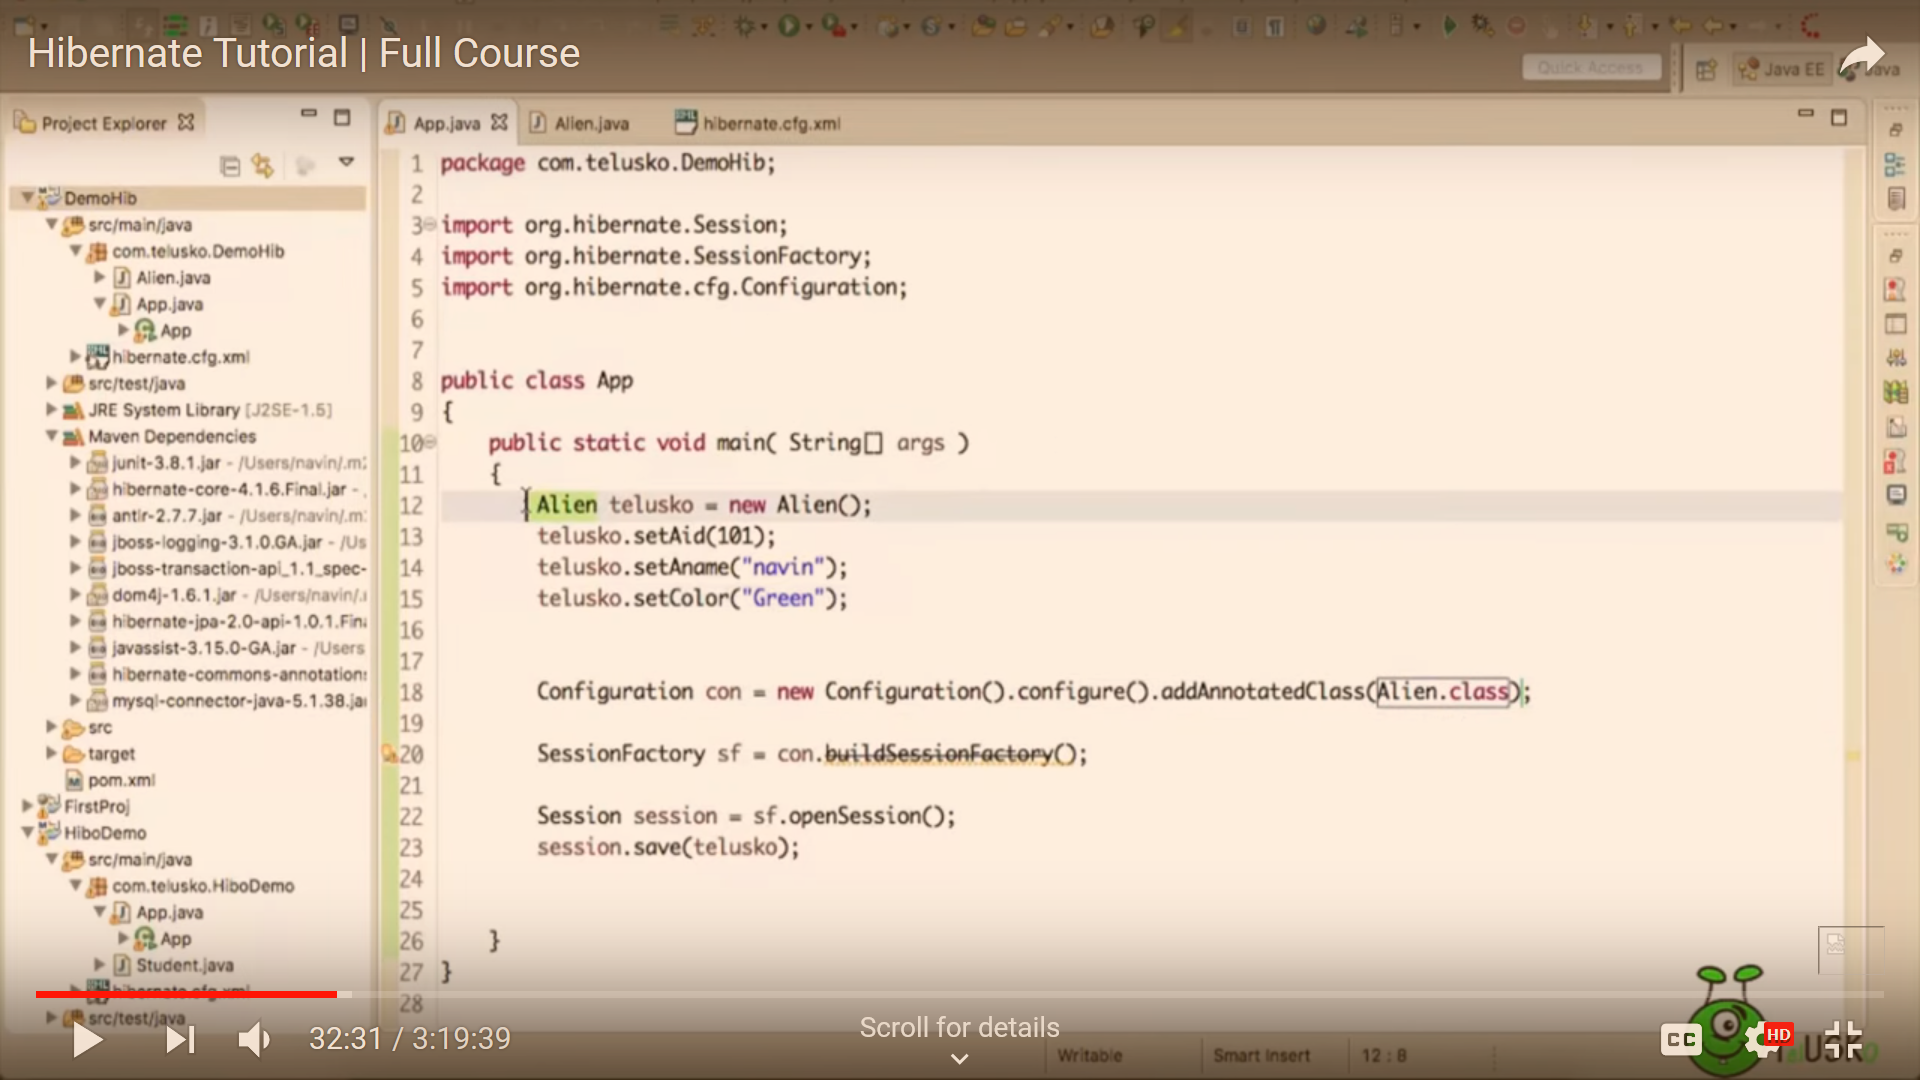 Hibernate Tutorial | Full Course
Quick Access
Java EE
Java
Project Explorer
App.java
Alien.java
hibernate.cfg.xml
DemoHib
src/main/java
com.telusko.DemoHib
Alien.java
App.java
App
hibernate.cfg.xml
src/test/java
JRE System Library [J2SE-1.5]
Maven Dependencies
junit-3.8.1.jar - /Users/navin/.m
hibernate-core-4.1.6.Final.jar -
antlr-2.7.7.jar - /Users/navin/.m
jboss-logging-3.1.0.GA.jar - /Us
jboss-transaction-api_1.1_spec-
dom4j-1.6.1.jar - /Users/navin/.
hibernate-jpa-2.0-api-1.0.1.Fin
javassist-3.15.0-GA.jar - /Users
hibernate-commons-annotation
mysql-connector-java-5.1.38.ja
src
target
pom.xml
FirstProj
HiboDemo
src/main/java
com.telusko.HiboDemo
App.java
App
Student.java
hibernate.cfg.xml
src/test/java
1 package com.telusko.DemoHib;
2
3 import org.hibernate.Session;
4 import org.hibernate.SessionFactory;
5 import org.hibernate.cfg.Configuration;
6
7
8 public class App
9 {
10 public static void main( String[] args )
11 {
12 Alien telusko = new Alien();
13 telusko.setAid(101);
14 telusko.setAname("navin");
15 telusko.setColor("Green");
16
17
18 Configuration con = new Configuration().configure().addAnnotatedClass(Alien.class);
19
20 SessionFactory sf = con.buildSessionFactory();
21
22 Session session = sf.openSession();
23 session.save(telusko);
24
25
26 }
27 }
28
32:31 / 3:19:39
Scroll for details
Writable
Smart Insert
12 : 8
CC
HD